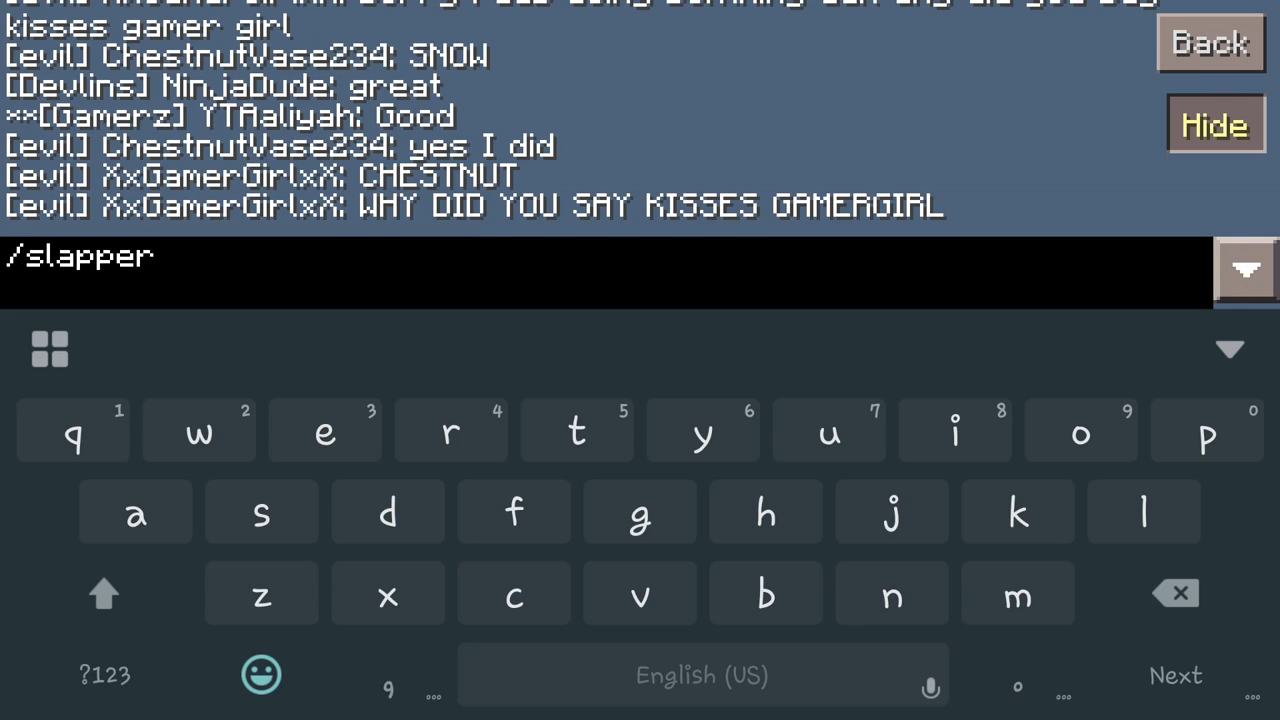 kisses gamer girl
[evil] ChestnutVase234: SNOW
[Devlins] NinjaDude: great
**[Gamerz] YTAaliyah: Good
[evil] ChestnutVase234: yes I did
[evil] XxGamerGirlxX: CHESTNUT
[evil] XxGamerGirlxX: WHY DID YOU SAY KISSES GAMERGIRL
Back
Hide
/slapper
q 1 w 2 e 3 r 4 t 5 y 6 u 7 i 8 o 9 p 0
a s d f g h j k l
z x c v b n m
?123 , ... English (US) . ... Next ...